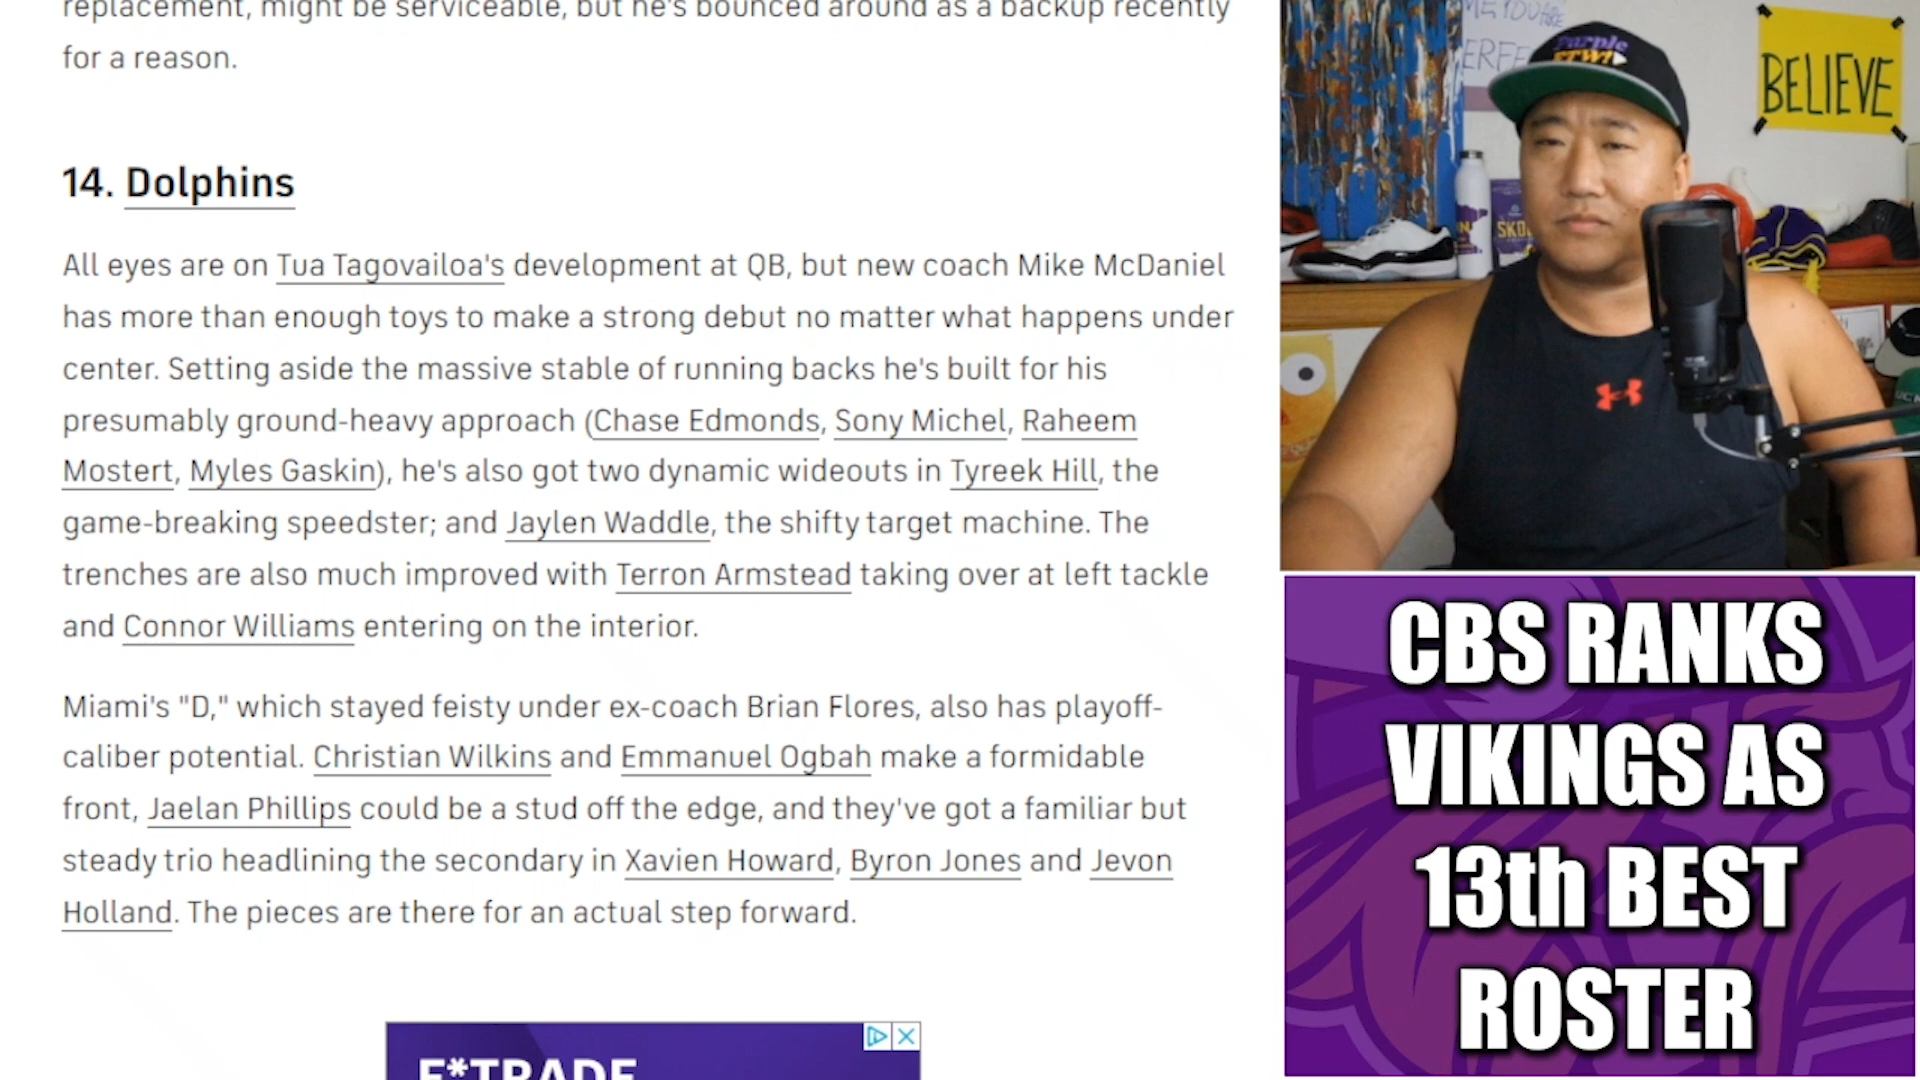 replacement, might be serviceable, but he's bounced around as a backup recently
for a reason.
14. Dolphins
All eyes are on Tua Tagovailoa's development at QB, but new coach Mike McDaniel
has more than enough toys to make a strong debut no matter what happens under
center. Setting aside the massive stable of running backs he's built for his
presumably ground-heavy approach (Chase Edmonds, Sony Michel, Raheem
Mostert, Myles Gaskin), he's also got two dynamic wideouts in Tyreek Hill, the
game-breaking speedster; and Jaylen Waddle, the shifty target machine. The
trenches are also much improved with Terron Armstead taking over at left tackle
and Connor Williams entering on the interior.
Miami's "D," which stayed feisty under ex-coach Brian Flores, also has playoff-
caliber potential. Christian Wilkins and Emmanuel Ogbah make a formidable
front, Jaelan Phillips could be a stud off the edge, and they've got a familiar but
steady trio headlining the secondary in Xavien Howard, Byron Jones and Jevon
Holland. The pieces are there for an actual step forward.
E*TRADE
Purple
FTW!
BELIEVE
CBS RANKS
VIKINGS AS
13th BEST
ROSTER